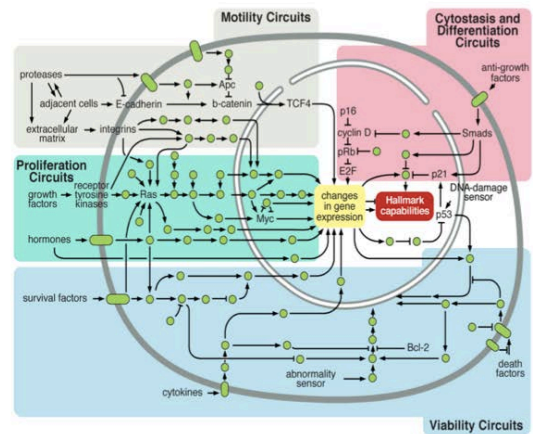 Motility Circuits
Cytostasis and
Differentiation
Circuits
proteases
adjacent cells
E-cadherin
extracellular
matrix
integrins
Apc
b-catenin
TCF4
anti-growth
factors
p16
cyclin D
pRb
E2F
Smads
p21
DNA-damage
sensor
p53
Proliferation
Circuits
growth
factors
receptor
tyrosine
kinases
Ras
Myc
hormones
changes
in gene
expression
Hallmark
capabilities
survival factors
cytokines
abnormality
sensor
Bcl-2
death
factors
Viability Circuits